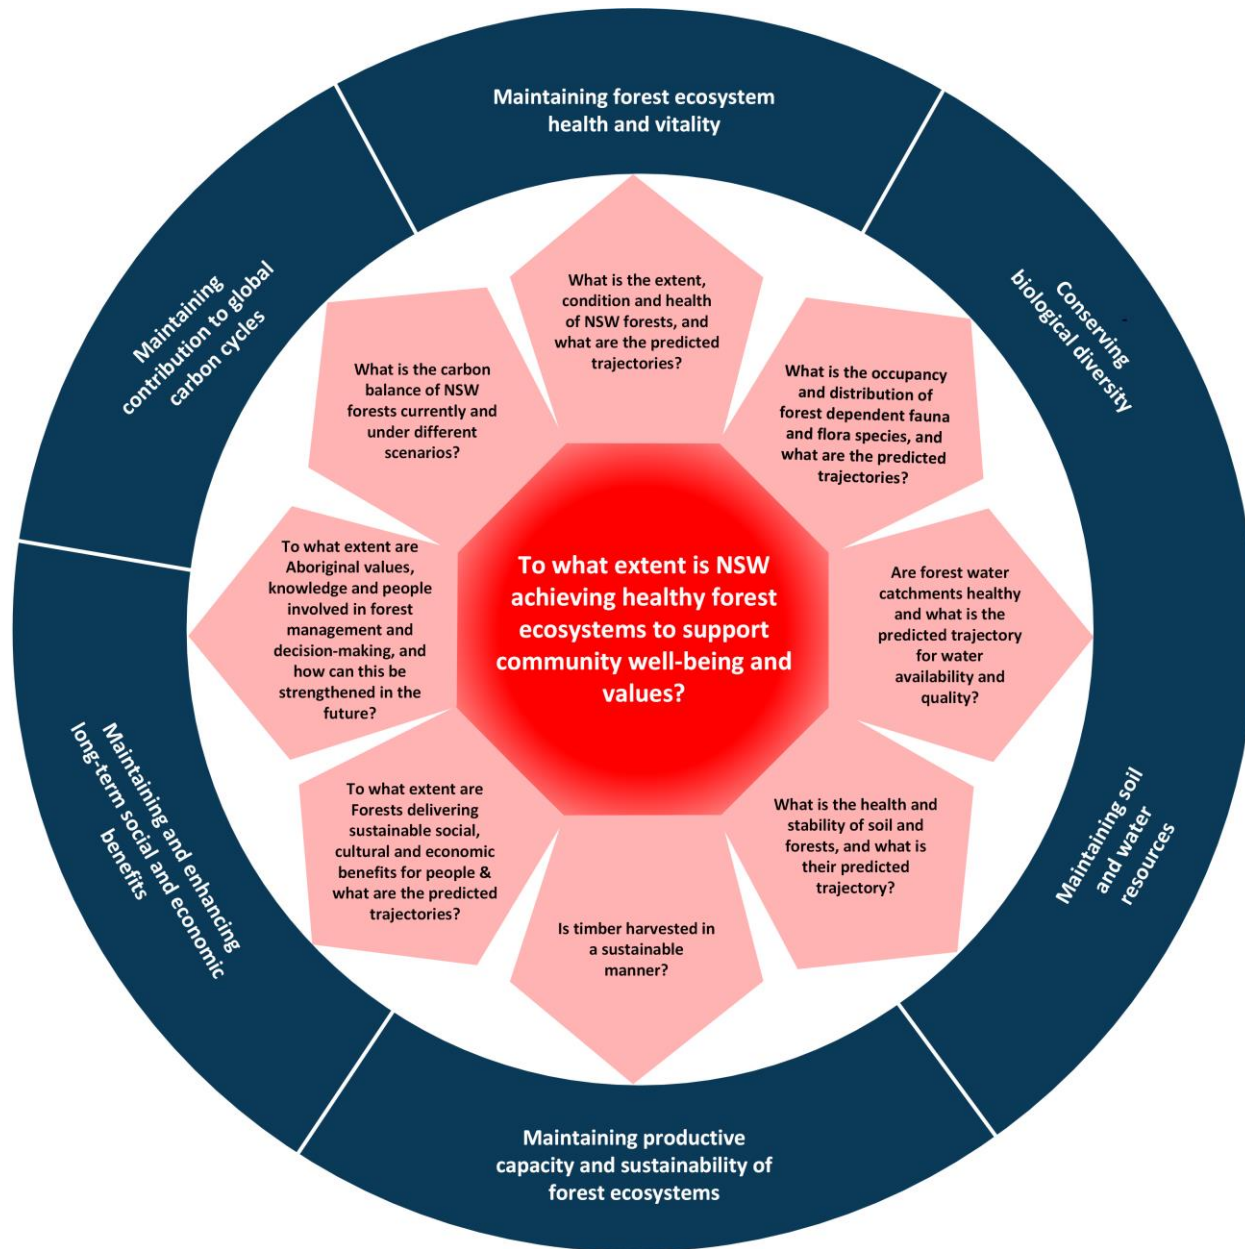 Maintaining forest ecosystem
health and vitality
Conserving
biological diversity
Maintaining soil
and water
resources
Maintaining productive
capacity and sustainability of
forest ecosystems
Maintaining and enhancing
long-term social and economic
benefits
Maintaining
contribution to global
carbon cycles
What is the extent,
condition and health
of NSW forests, and
what are the predicted
trajectories?
What is the occupancy
and distribution of
forest dependent fauna
and flora species, and
what are the predicted
trajectories?
Are forest water
catchments healthy
and what is the
predicted trajectory
for water
availability and
quality?
What is the health and
stability of soil and
forests, and what is
their predicted
trajectory?
Is timber harvested in
a sustainable
manner?
To what extent are
Forests delivering
sustainable social,
cultural and economic
benefits for people &
what are the predicted
trajectories?
To what extent are
Aboriginal values,
knowledge and people
involved in forest
management and
decision-making, and
how can this be
strengthened in the
future?
What is the carbon
balance of NSW
forests currently and
under different
scenarios?
To what extent is NSW
achieving healthy forest
ecosystems to support
community well-being and
values?